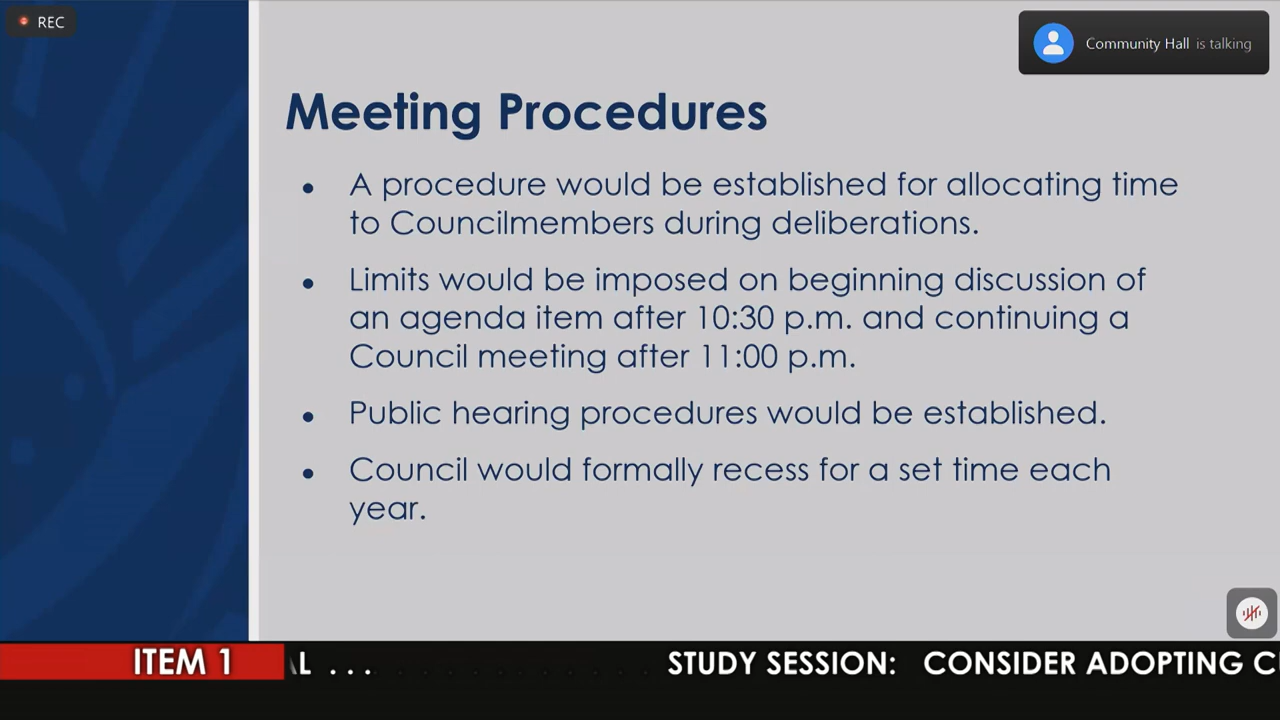 REC
Community Hall is talking
Meeting Procedures
• A procedure would be established for allocating time
to Councilmembers during deliberations.
• Limits would be imposed on beginning discussion of
an agenda item after 10:30 p.m. and continuing a
Council meeting after 11:00 p.m.
• Public hearing procedures would be established.
• Council would formally recess for a set time each
year.
ITEM 1 L ... STUDY SESSION: CONSIDER ADOPTING